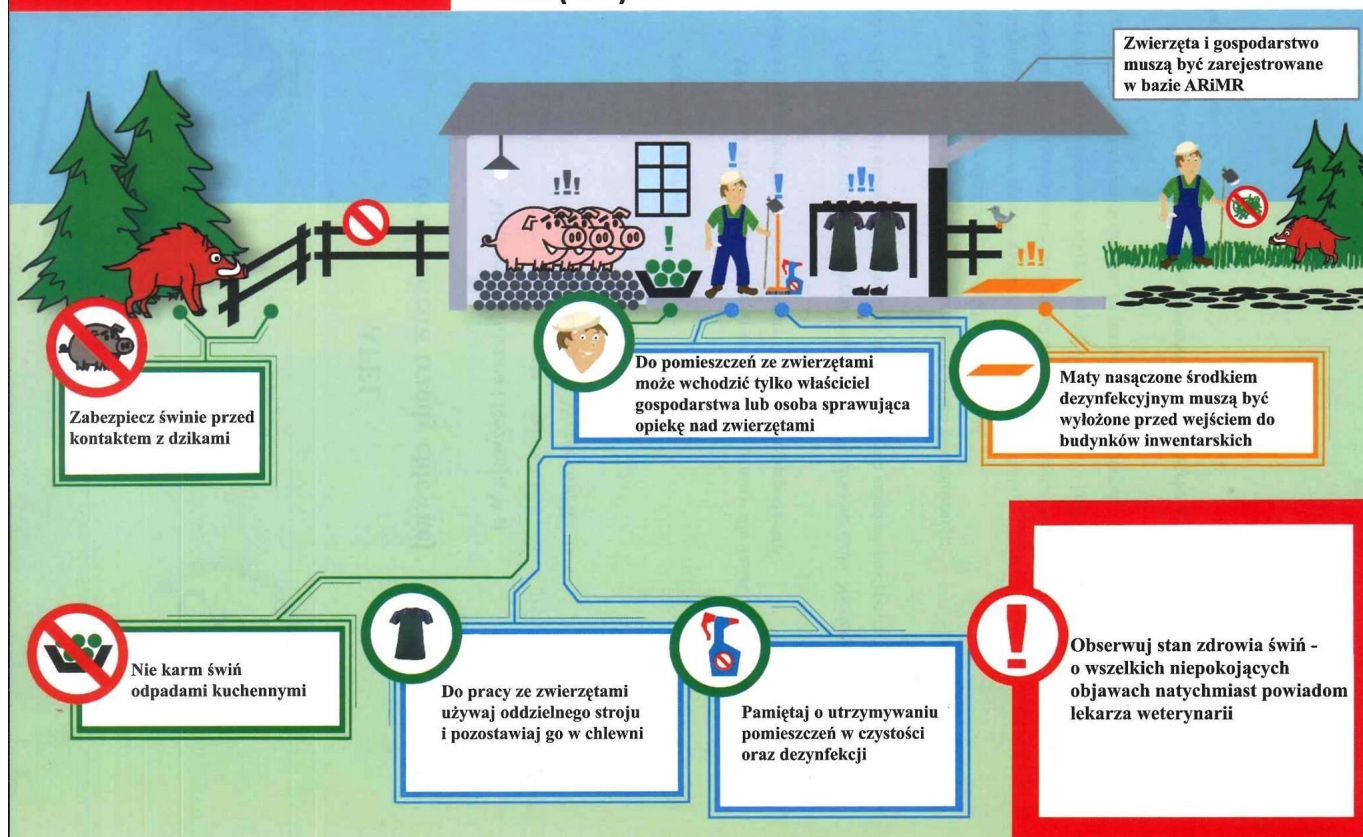 Zwierzęta i gospodarstwo
muszą być zarejestrowane
w bazie ARiMR
Zabezpiecz świnie przed
kontaktem z dzikami
Do pomieszczeń ze zwierzętami
może wchodzić tylko właściciel
gospodarstwa lub osoba sprawująca
opiekę nad zwierzętami
Maty nasączone środkiem
dezynfekcyjnym muszą być
wyłożone przed wejściem do
budynków inwentarskich
Nie karm świń
odpadami kuchennymi
Do pracy ze zwierzętami
używaj oddzielnego stroju
i pozostawiaj go w chlewni
Pamiętaj o utrzymywaniu
pomieszczeń w czystości
oraz dezynfekcji
Obserwuj stan zdrowia świń -
o wszelkich niepokojących
objawach natychmiast powiadom
lekarza weterynarii